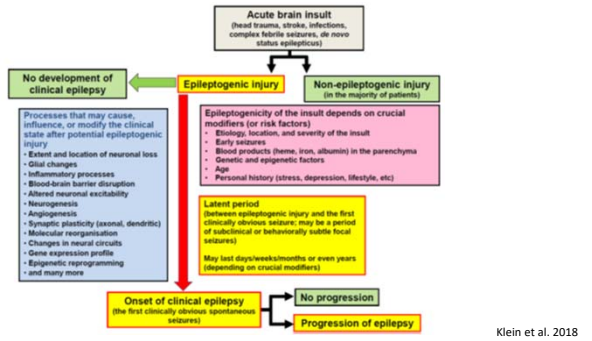 Acute brain insult
(head trauma, stroke, infections,
complex febrile seizures, de novo
status epilepticus)
No development of
clinical epilepsy
Epileptogenic injury
Non-epileptogenic injury
(in the majority of patients)
Processes that may cause,
influence, or modify the clinical
state after potential epileptogenic
injury
• Extent and location of neuronal loss
• Glial changes
• Inflammatory processes
• Blood-brain barrier disruption
• Altered neuronal excitability
• Neurogenesis
• Angiogenesis
• Synaptic plasticity (axonal, dendritic)
• Molecular reorganisation
• Changes in neural circuits
• Gene expression profile
• Epigenetic reprogramming
• and many more
Epileptogenicity of the insult depends on crucial
modifiers (or risk factors)
• Etiology, location, and severity of the insult
• Early seizures
• Blood products (heme, iron, albumin) in the parenchyma
• Genetic and epigenetic factors
• Age
• Personal history (stress, depression, lifestyle, etc)
Latent period
(between epileptogenic injury and the first
clinically obvious seizure; may be a period
of subclinical or behaviorally subtle focal
seizures)
May last days/weeks/months or even years
(depending on crucial modifiers)
Onset of clinical epilepsy
(the first clinically obvious spontaneous
seizures)
No progression
Progression of epilepsy
Klein et al. 2018